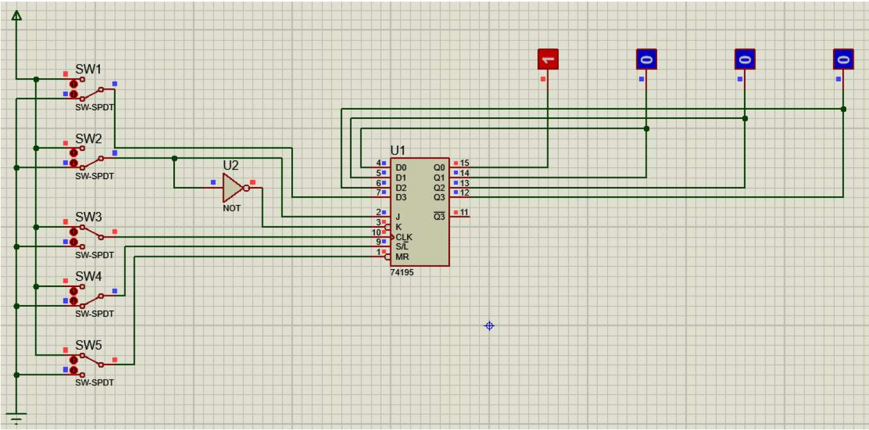 1 0 0 0
SW1
SW-SPDT
SW2
SW-SPDT
U2
NOT
SW3
SW-SPDT
SW4
SW-SPDT
SW5
SW-SPDT
U1
4 D0 Q0 15
5 D1 Q1 14
6 D2 Q2 13
7 D3 Q3 12
2 J Q3 11
3 K
10 CLK
9 S/L
1 MR
74195